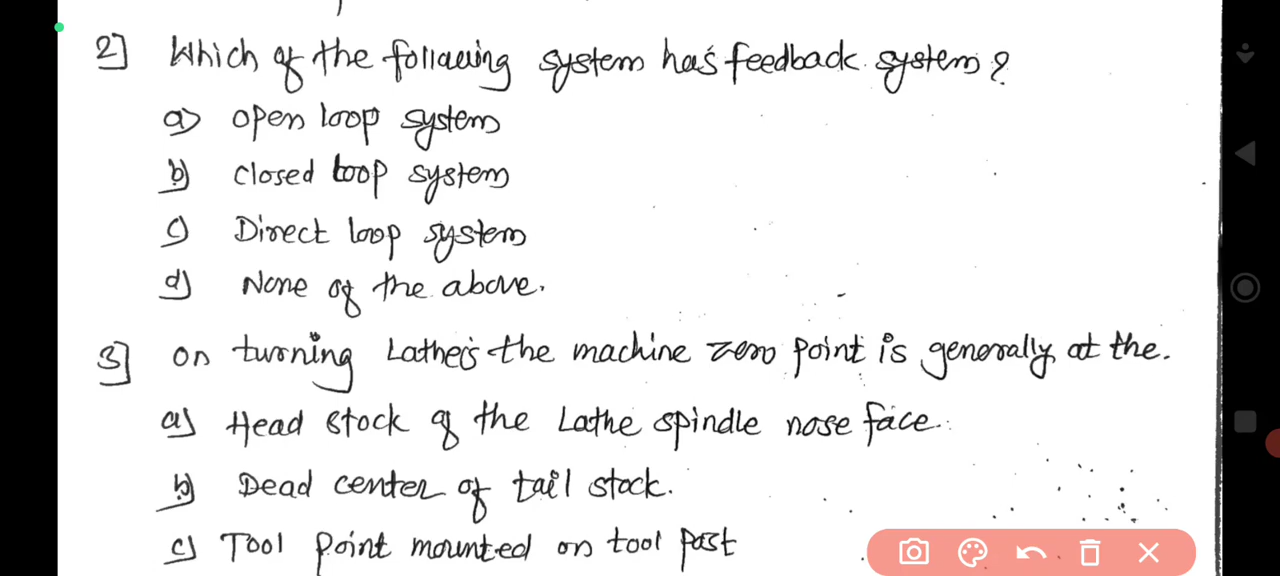 2] Which of the following system has feedback system?
a) open loop system
b) closed loop system
c) Direct loop system
d) None of the above.
3] on turning Lathe's the machine zero point is generally at the.
a) Head stock of the Lathe spindle nose face.
b) Dead center of tail stock.
c) Tool point mounted on tool post